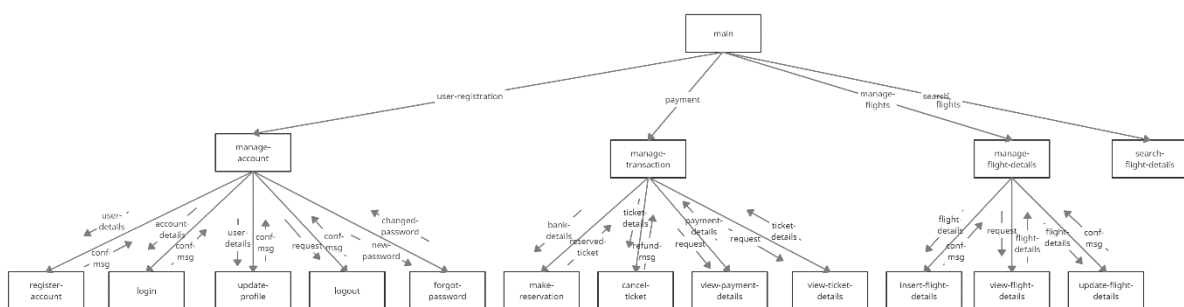 main
user-registration
payment
manage-
flights
search-
flights
manage-
account
manage-
transaction
manage-
flight-details
search-
flight-details
user-
details
conf-
msg
account-
details
conf-
msg
user-
details
conf-
msg
request
conf-
msg
changed-
password
new-
password
bank-
details
reserved-
ticket
ticket-
details
refund-
msg
payment-
details
request
ticket-
details
request
flight-
details
conf-
msg
request
flight-
details
flight-
details
conf-
msg
register-
account
login
update-
profile
logout
forgot-
password
make-
reservation
cancel-
ticket
view-payment-
details
view-ticket-
details
insert-flight-
details
view-flight-
details
update-flight-
details